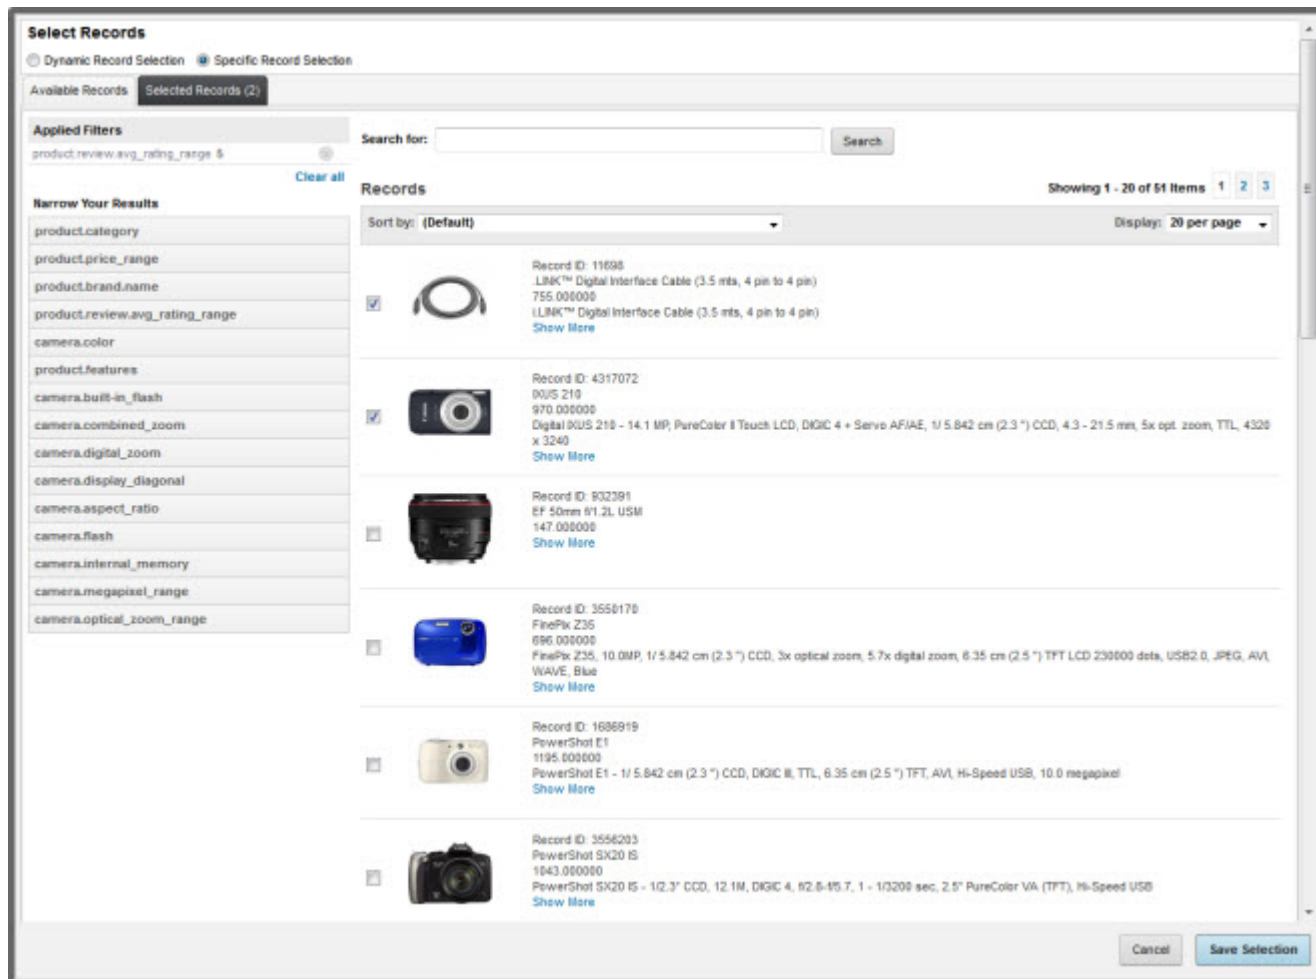 Select Records
Dynamic Record Selection Specific Record Selection
Available Records Selected Records (2)
Applied Filters
product.review.avg_rating_range 5
Clear all
Narrow Your Results
product.category
product.price_range
product.brand.name
product.review.avg_rating_range
camera.color
product.features
camera.built-in_flash
camera.combined_zoom
camera.digital_zoom
camera.display_diagonal
camera.aspect_ratio
camera.flash
camera.internal_memory
camera.megapixel_range
camera.optical_zoom_range
Search for: Search
Records Showing 1 - 20 of 51 Items 1 2 3
Sort by: (Default) Display: 20 per page
Record ID: 11698
.LINK™ Digital Interface Cable (3.5 mts, 4 pin to 4 pin)
755.000000
i.LINK™ Digital Interface Cable (3.5 mts, 4 pin to 4 pin)
Show More
Record ID: 4317072
IXUS 210
970.000000
Digital IXUS 210 - 14.1 MP, PureColor II Touch LCD, DIGIC 4 + Servo AF/AE, 1/ 5.842 cm (2.3 ") CCD, 4.3 - 21.5 mm, 5x opt. zoom, TTL, 4320
x 3240
Show More
Record ID: 932391
EF 50mm f/1.2L USM
147.000000
Show More
Record ID: 3550170
FinePix Z35
696.000000
FinePix Z35, 10.0MP, 1/ 5.842 cm (2.3 ") CCD, 3x optical zoom, 5.7x digital zoom, 6.35 cm (2.5 ") TFT LCD 230000 dots, USB2.0, JPEG, AVI,
WAVE, Blue
Show More
Record ID: 1686919
PowerShot E1
1195.000000
PowerShot E1 - 1/ 5.842 cm (2.3 ") CCD, DIGIC III, TTL, 6.35 cm (2.5 ") TFT, AVI, Hi-Speed USB, 10.0 megapixel
Show More
Record ID: 3556203
PowerShot SX20 IS
1043.000000
PowerShot SX20 IS - 1/2.3" CCD, 12.1M, DIGIC 4, f/2.8-f/5.7, 1 - 1/3200 sec, 2.5" PureColor VA (TFT), Hi-Speed USB
Show More
Cancel Save Selection